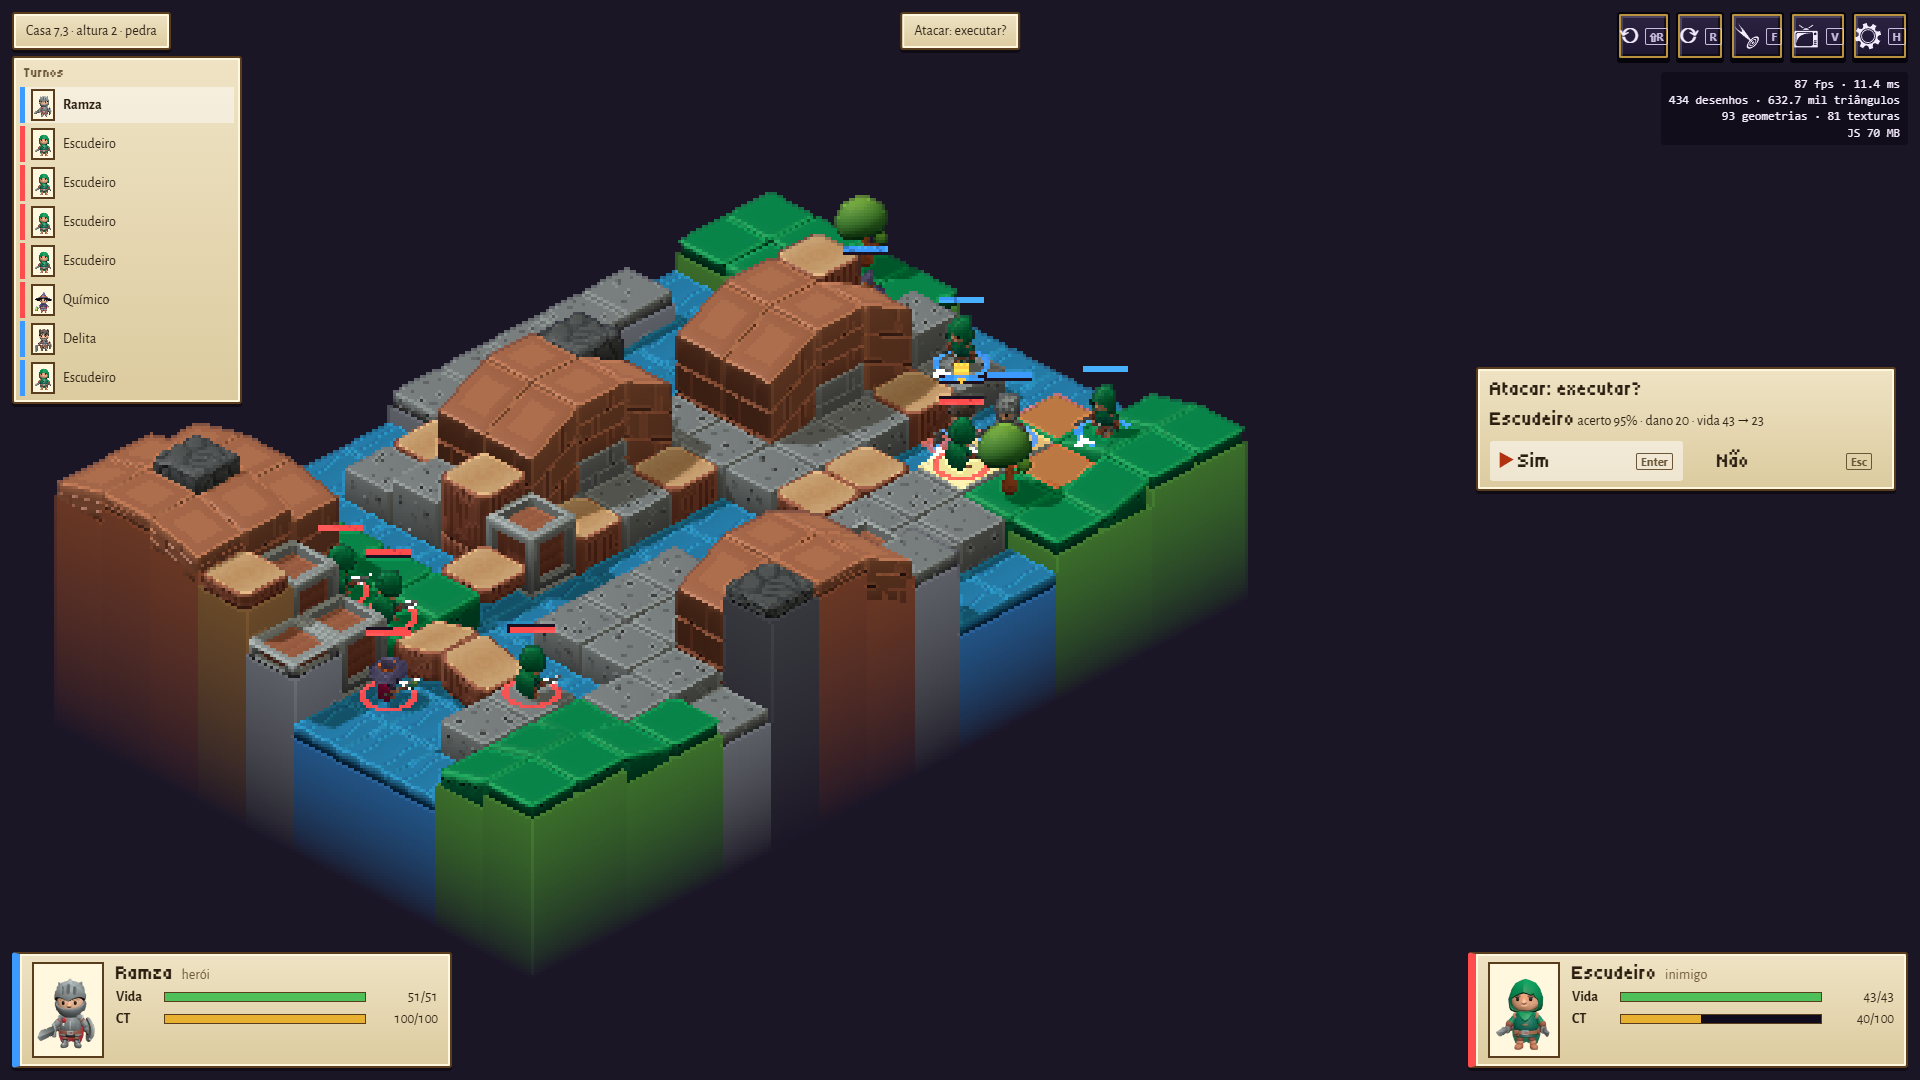 Casa 7,3 · altura 2 · pedra
Atacar: executar?
⇧R
R
F
V
H
87 fps · 11.4 ms
434 desenhos · 632.7 mil triângulos
93 geometrias · 81 texturas
JS 70 MB
Turnos
Ramza
Escudeiro
Escudeiro
Escudeiro
Escudeiro
Químico
Delita
Escudeiro
Atacar: executar?
Escudeiro acerto 95% · dano 20 · vida 43 → 23
Sim Enter Não Esc
Ramza herói
Vida 51/51
CT 100/100
Escudeiro inimigo
Vida 43/43
CT 40/100